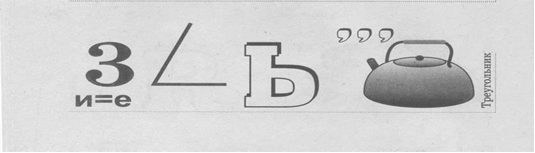 3 Ь ,,,
и=е
Треугольник